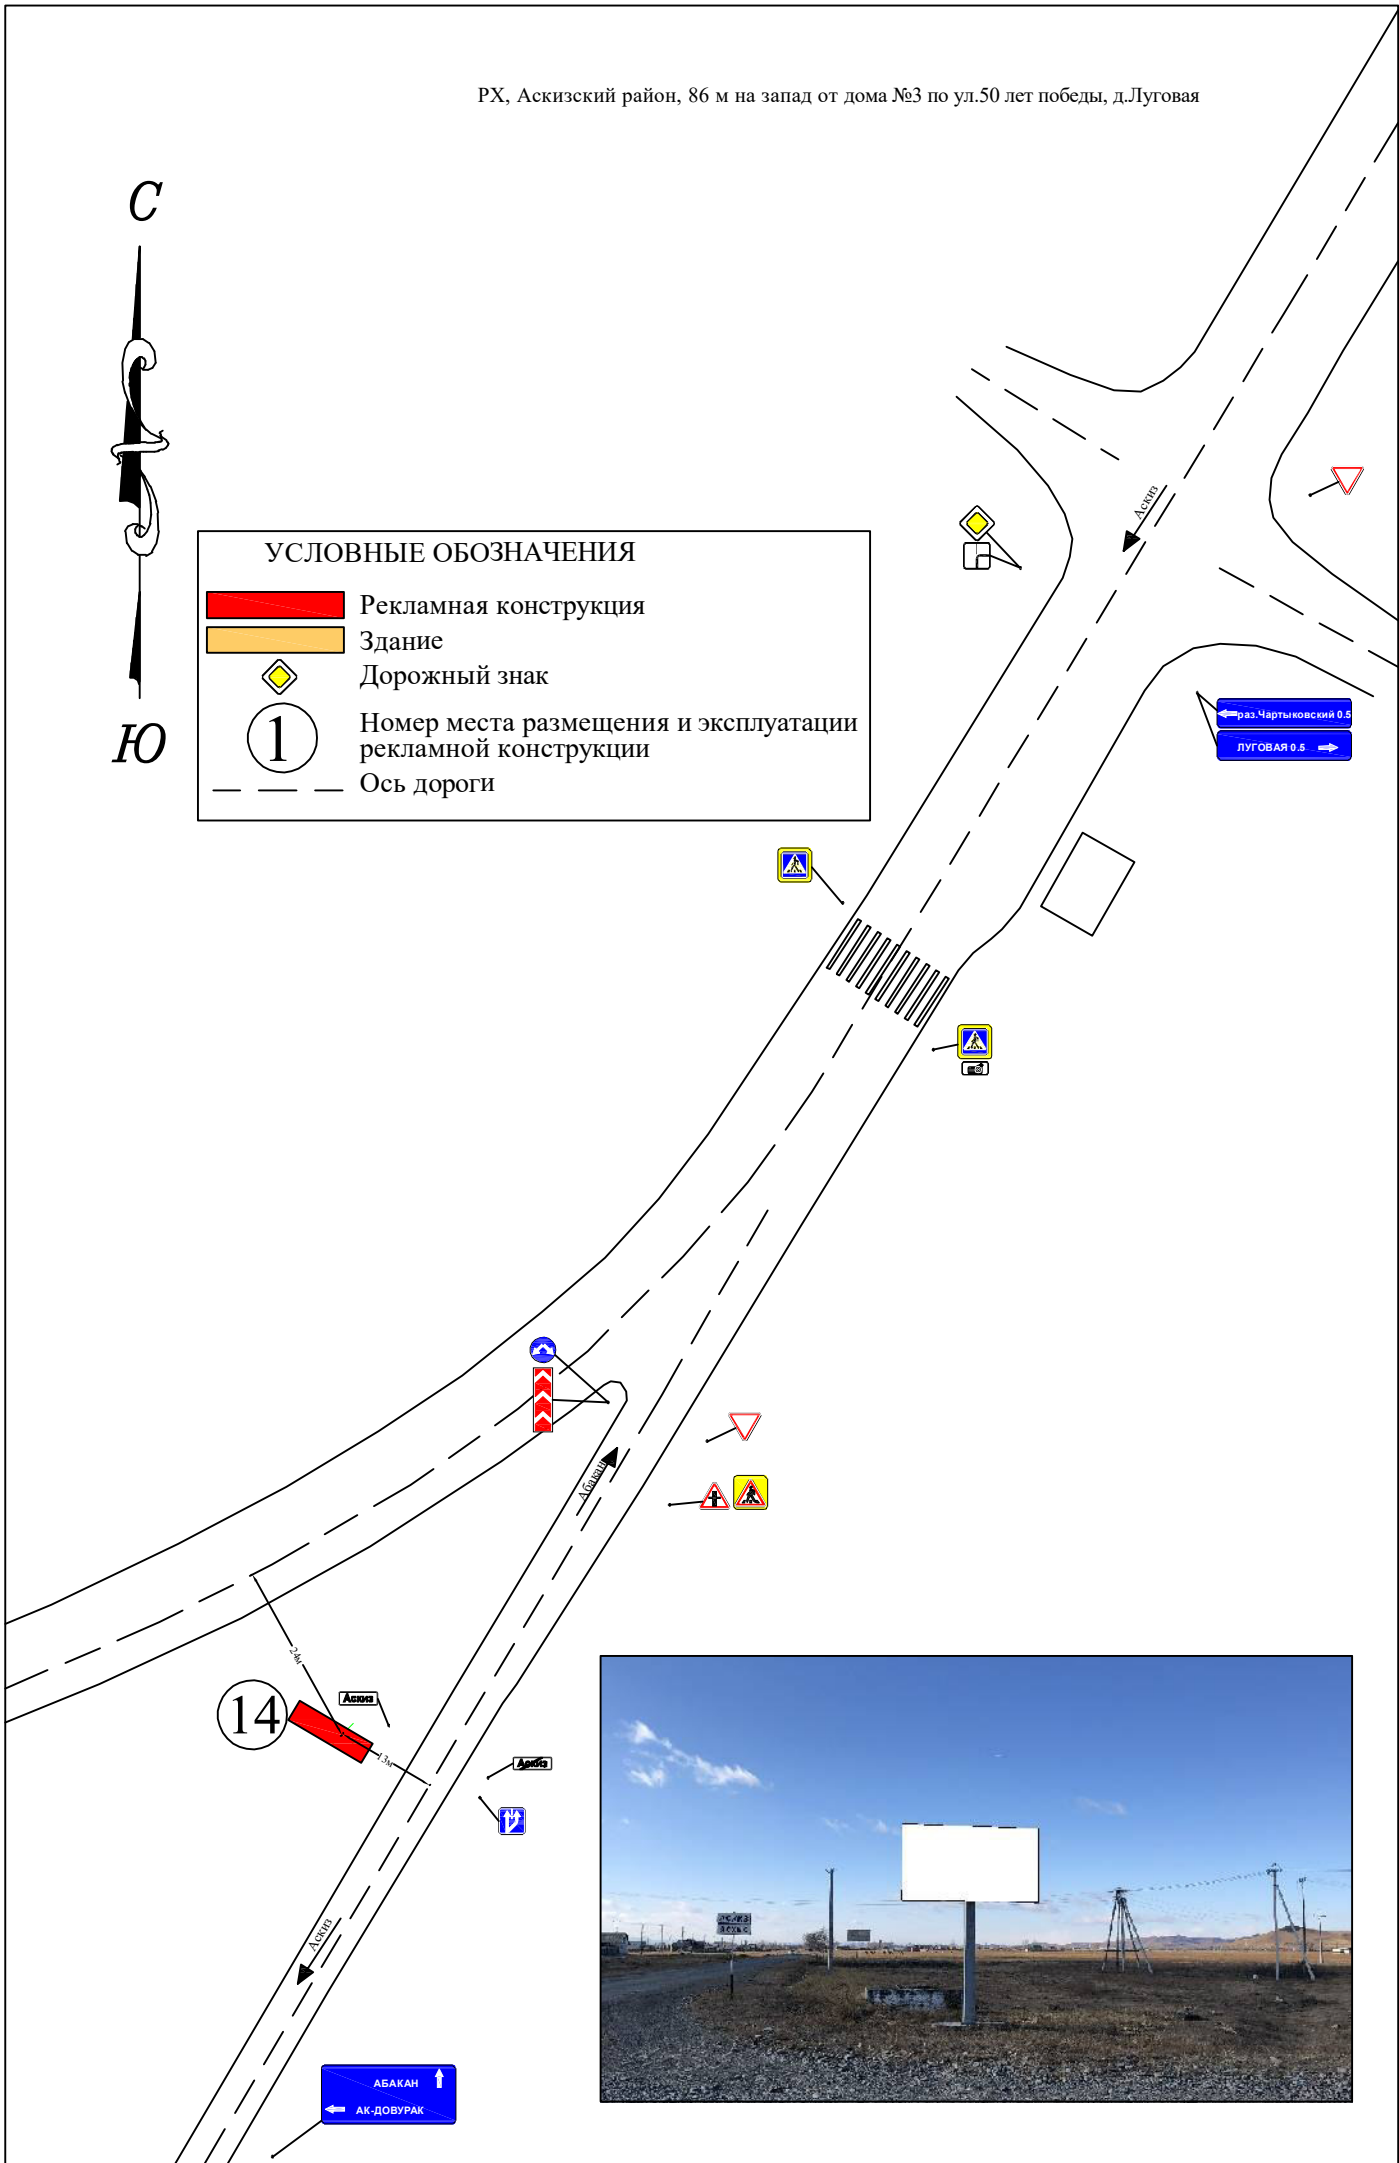 РХ, Аскизский район, 86 м на запад от дома №3 по ул.50 лет победы, д.Луговая
С
Ю
УСЛОВНЫЕ ОБОЗНАЧЕНИЯ
Рекламная конструкция
Здание
Дорожный знак
1
Номер места размещения и эксплуатации
рекламной конструкции
Ось дороги
Аскиз
раз.Чартыковский 0.5
ЛУГОВАЯ 0.5
Абакан
24м
14
Аскиз
13м
Аскиз
Аскиз
АБАКАН
АК-ДОВУРАК